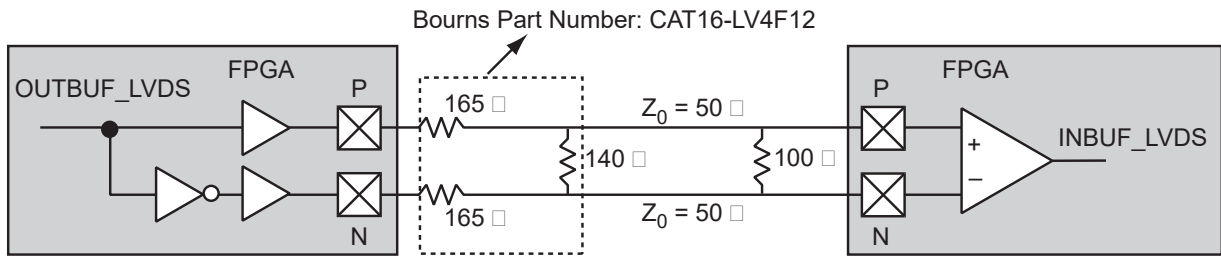 Bourns Part Number: CAT16-LV4F12
FPGA
FPGA
OUTBUF_LVDS
P
165 □
Z0 = 50 □
P
140 □
100 □
+
−
INBUF_LVDS
N
165 □
Z0 = 50 □
N